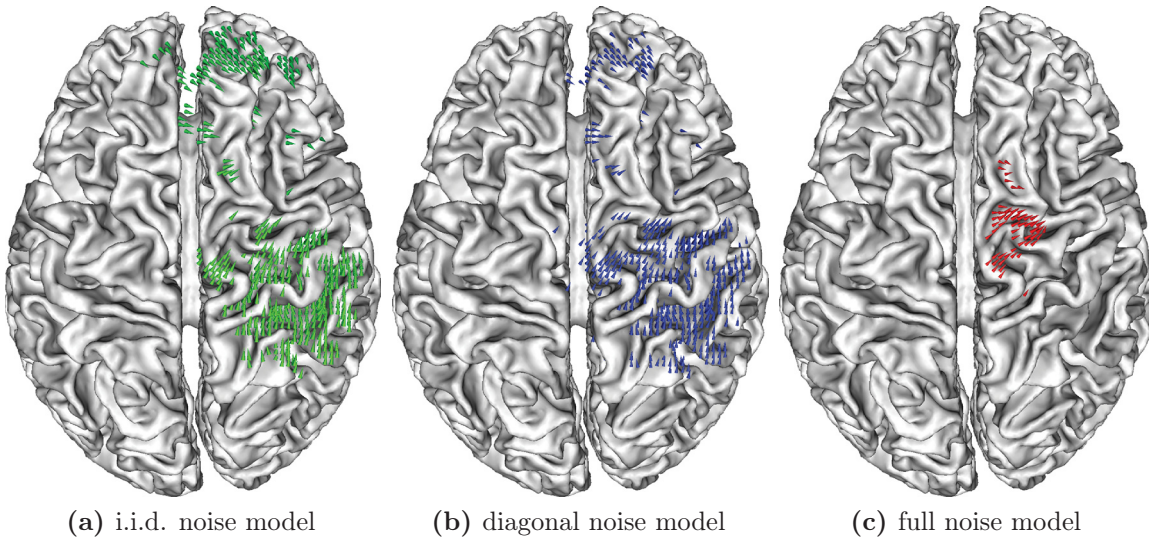 (a) i.i.d. noise model
(b) diagonal noise model
(c) full noise model